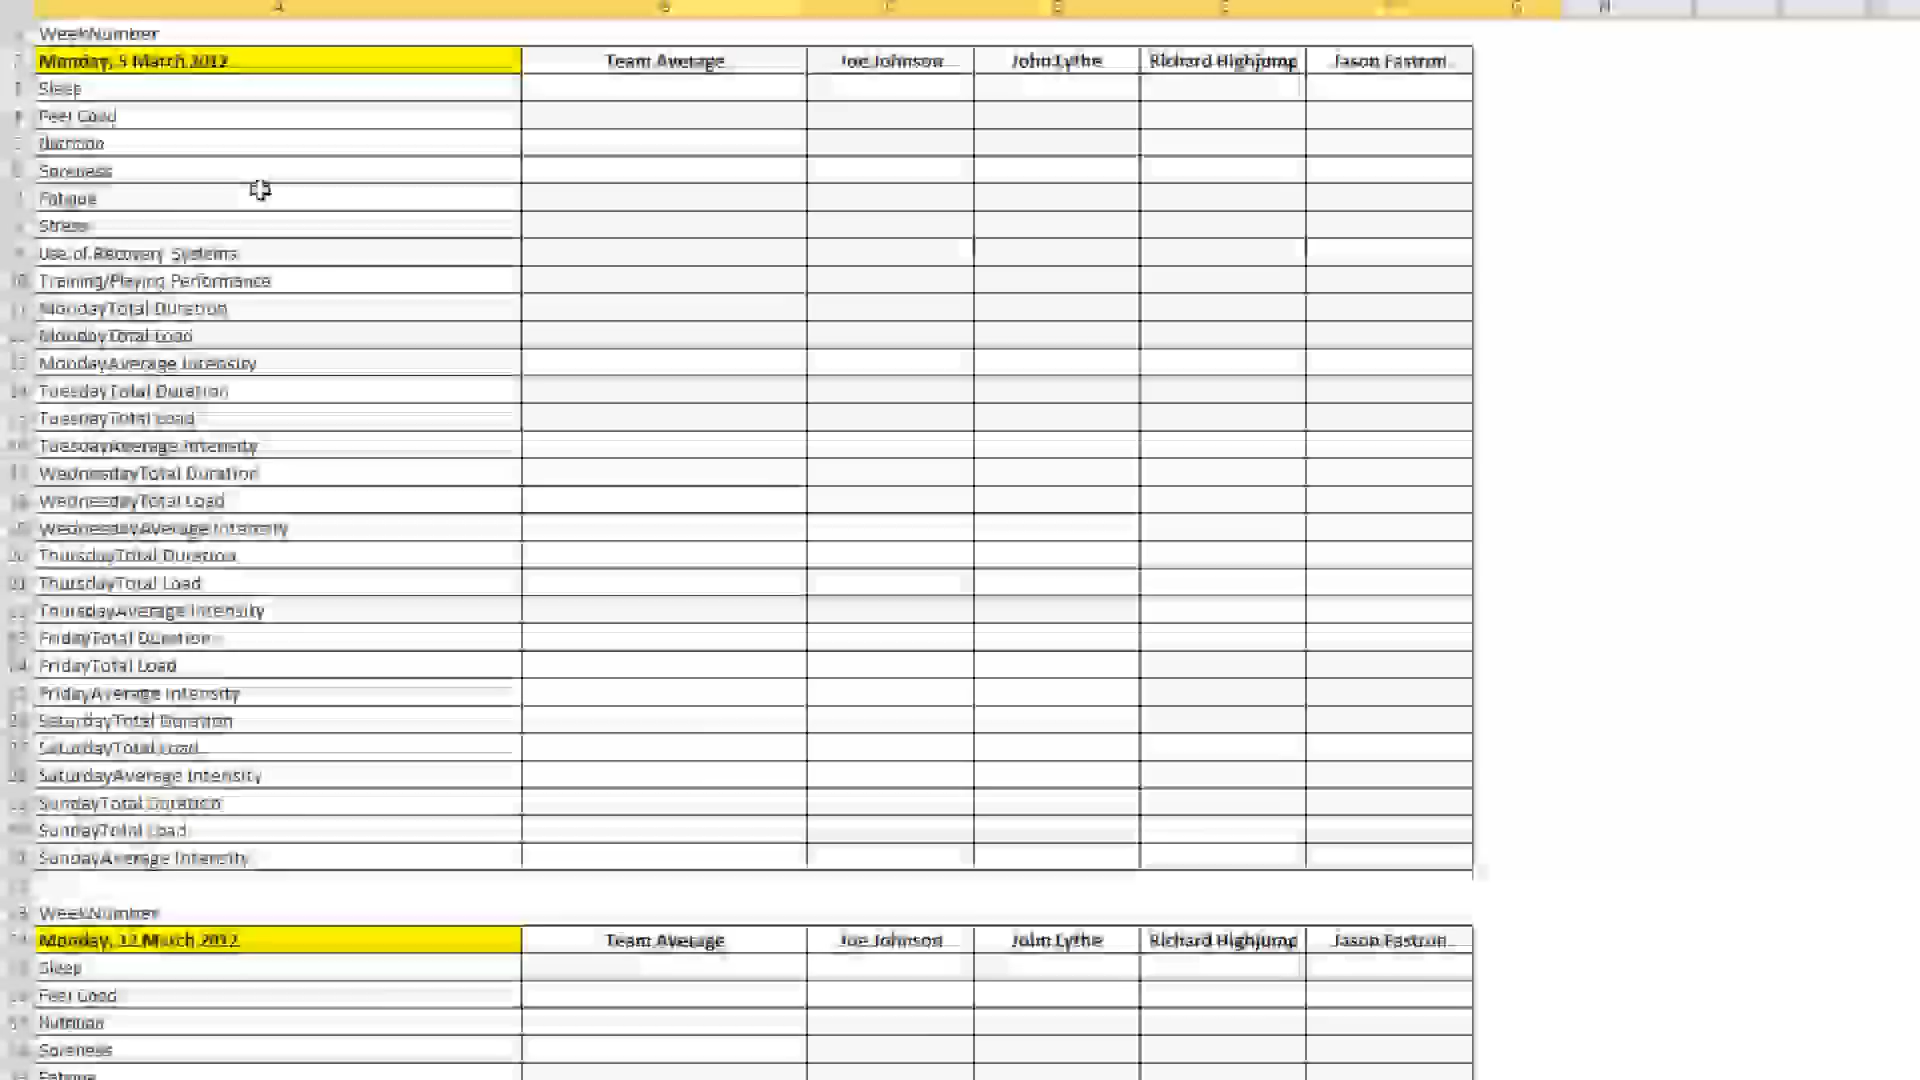 WeekNumber
Monday, 5 March 2012 Team Average Joe Johnson John Lythe Richard Highjump Jason Fastrun
Sleep
Feel Good
Nutrition
Soreness
Fatigue
Stress
Use of Recovery Systems
Training/Playing Performance
MondayTotal Duration
MondayTotal Load
MondayAverage Intensity
TuesdayTotal Duration
TuesdayTotal Load
TuesdayAverage Intensity
WednesdayTotal Duration
WednesdayTotal Load
WednesdayAverage Intensity
ThursdayTotal Duration
ThursdayTotal Load
ThursdayAverage Intensity
FridayTotal Duration
FridayTotal Load
FridayAverage Intensity
SaturdayTotal Duration
SaturdayTotal Load
SaturdayAverage Intensity
SundayTotal Duration
SundayTotal Load
SundayAverage Intensity
WeekNumber
Monday, 12 March 2012 Team Average Joe Johnson John Lythe Richard Highjump Jason Fastrun
Sleep
Feel Good
Nutrition
Soreness
Fatigue